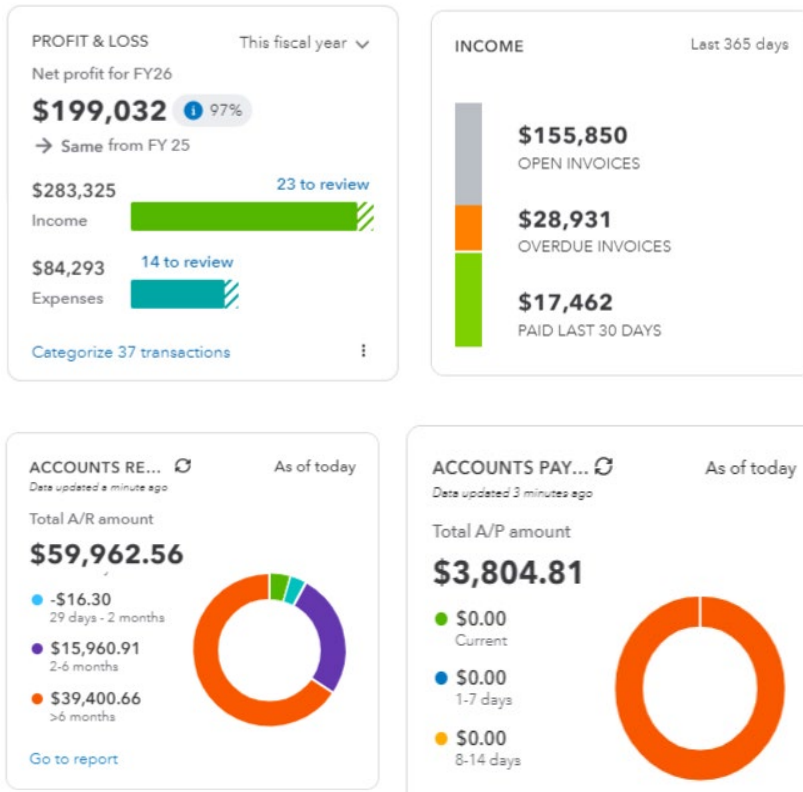 PROFIT & LOSS
This fiscal year
Net profit for FY26
$199,032
97%
Same from FY 25
$283,325
Income
23 to review
$84,293
Expenses
14 to review
Categorize 37 transactions
INCOME
Last 365 days
$155,850
OPEN INVOICES
$28,931
OVERDUE INVOICES
$17,462
PAID LAST 30 DAYS
ACCOUNTS RE...
As of today
Data updated a minute ago
Total A/R amount
$59,962.56
-$16.30
29 days - 2 months
$15,960.91
2-6 months
$39,400.66
>6 months
Go to report
ACCOUNTS PAY...
As of today
Data updated 3 minutes ago
Total A/P amount
$3,804.81
$0.00
Current
$0.00
1-7 days
$0.00
8-14 days